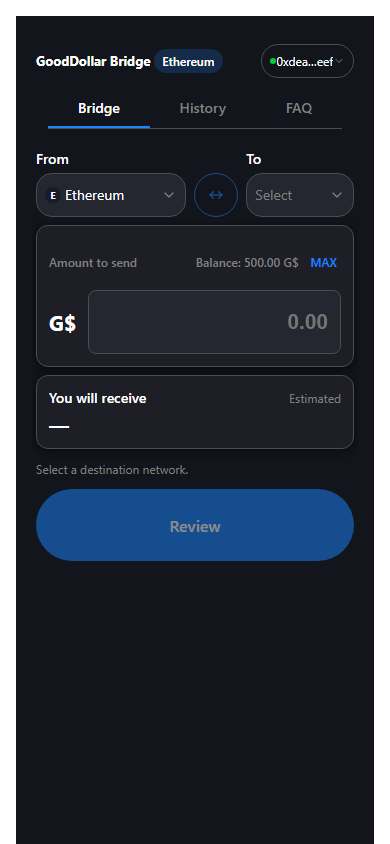 GoodDollar Bridge Ethereum 0xdea...eef
Bridge History FAQ
From To
E Ethereum Select
Amount to send Balance: 500.00 G$ MAX
G$ 0.00
You will receive Estimated
—
Select a destination network.
Review